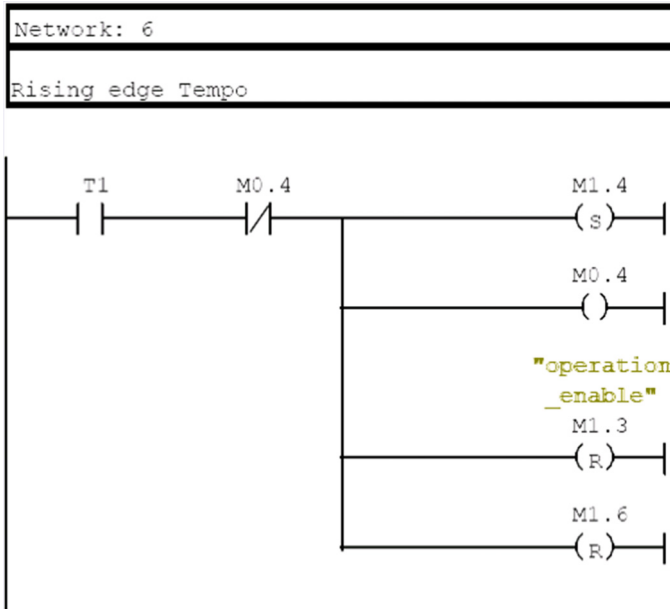 Network: 6
Rising edge Tempo
T1 M0.4 M1.4
S
M0.4
"operation
_enable"
M1.3
R
M1.6
R